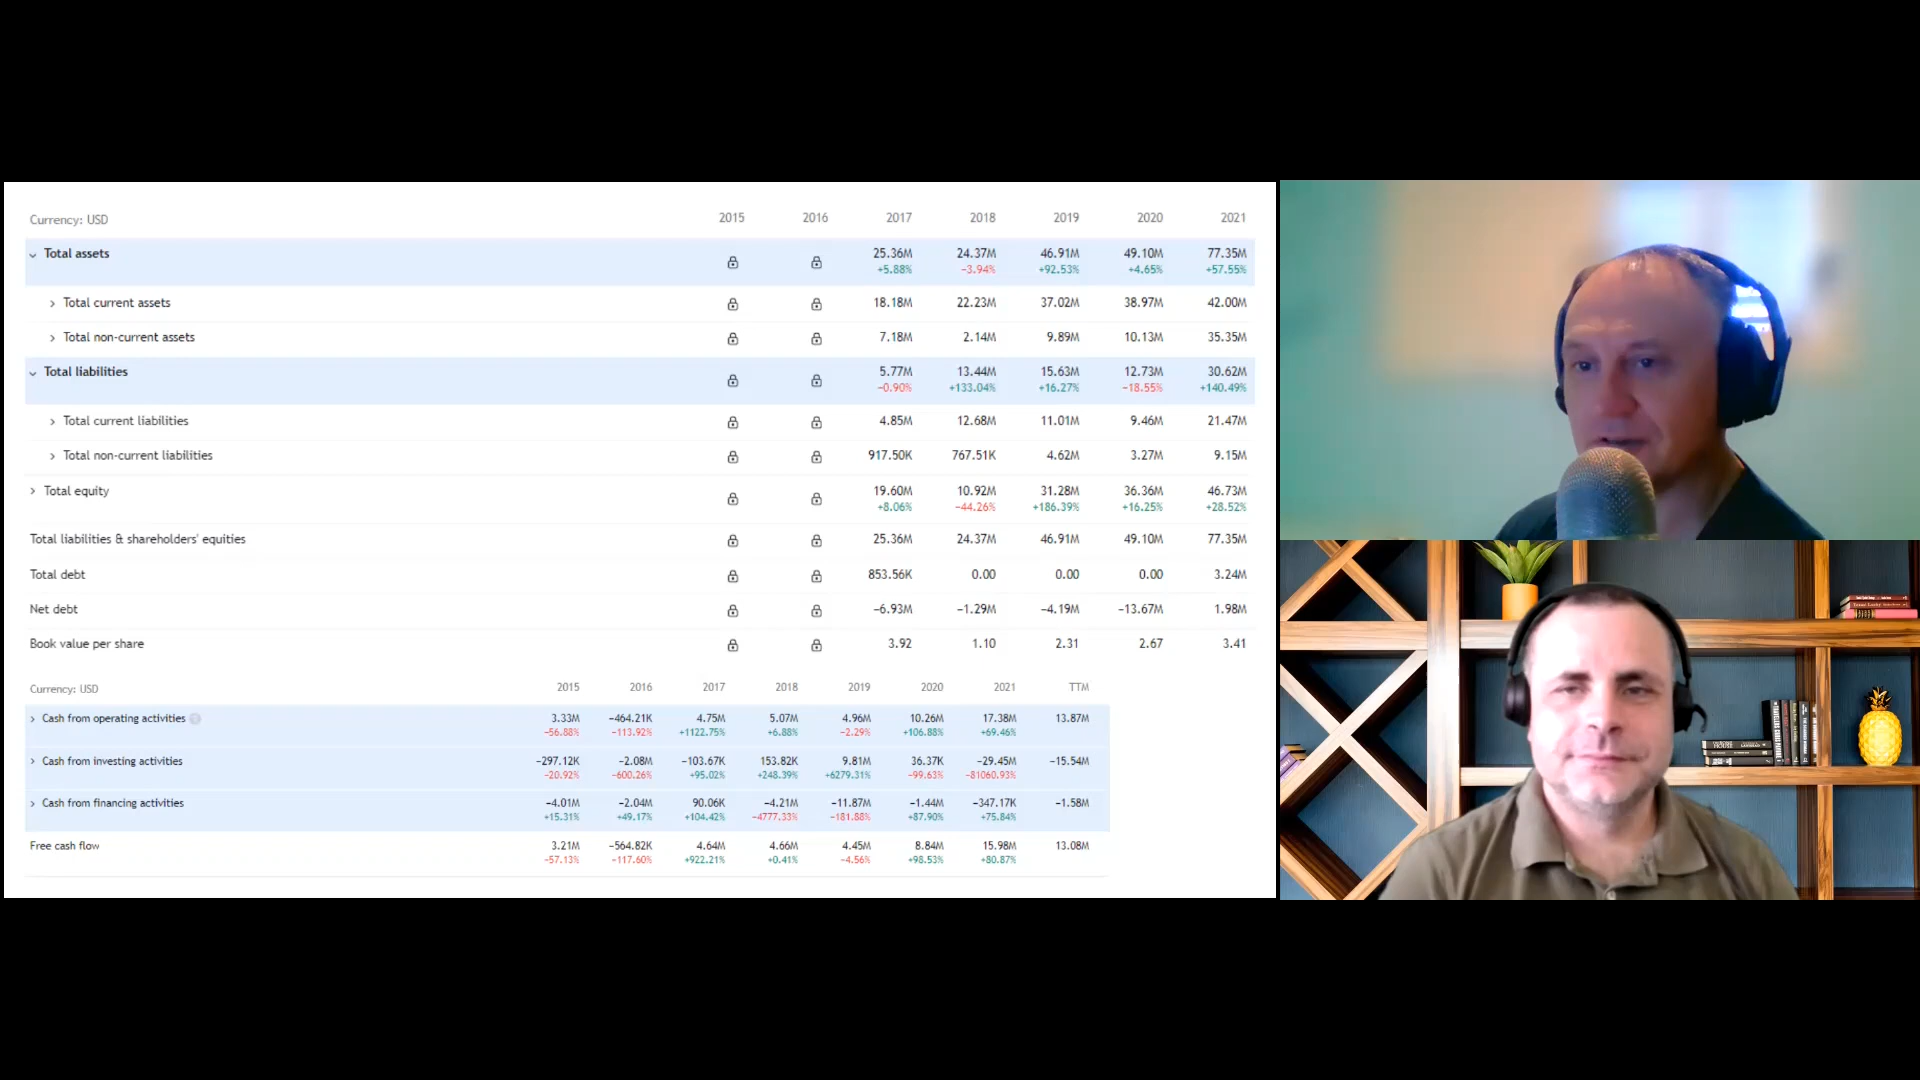 Currency: USD 2015 2016 2017 2018 2019 2020 2021
Total assets 25.36M 24.37M 46.91M 49.10M 77.35M
+5.88% −3.94% +92.53% +4.65% +57.55%
Total current assets 18.18M 22.23M 37.02M 38.97M 42.00M
Total non-current assets 7.18M 2.14M 9.89M 10.13M 35.35M
Total liabilities 5.77M 13.44M 15.63M 12.73M 30.62M
−0.90% +133.04% +16.27% −18.55% +140.49%
Total current liabilities 4.85M 12.68M 11.01M 9.46M 21.47M
Total non-current liabilities 917.50K 767.51K 4.62M 3.27M 9.15M
Total equity 19.60M 10.92M 31.28M 36.36M 46.73M
+8.06% −44.26% +186.39% +16.25% +28.52%
Total liabilities & shareholders' equities 25.36M 24.37M 46.91M 49.10M 77.35M
Total debt 853.56K 0.00 0.00 0.00 3.24M
Net debt −6.93M −1.29M −4.19M −13.67M 1.98M
Book value per share 3.92 1.10 2.31 2.67 3.41
Currency: USD 2015 2016 2017 2018 2019 2020 2021 TTM
Cash from operating activities 3.33M −464.21K 4.75M 5.07M 4.96M 10.26M 17.38M 13.87M
−56.88% −113.92% +1122.75% +6.88% −2.29% +106.88% +69.46%
Cash from investing activities −297.12K −2.08M −103.67K 153.82K 9.81M 36.37K −29.45M −15.54M
−20.92% −600.26% +95.02% +248.39% +6279.31% −99.63% −81060.93%
Cash from financing activities −4.01M −2.04M 90.06K −4.21M −11.87M −1.44M −347.17K −1.58M
+15.31% +49.17% +104.42% −4777.33% −181.88% +87.90% +75.84%
Free cash flow 3.21M −564.82K 4.64M 4.66M 4.45M 8.84M 15.98M 13.08M
−57.13% −117.60% +922.21% +0.41% −4.56% +98.53% +80.87%